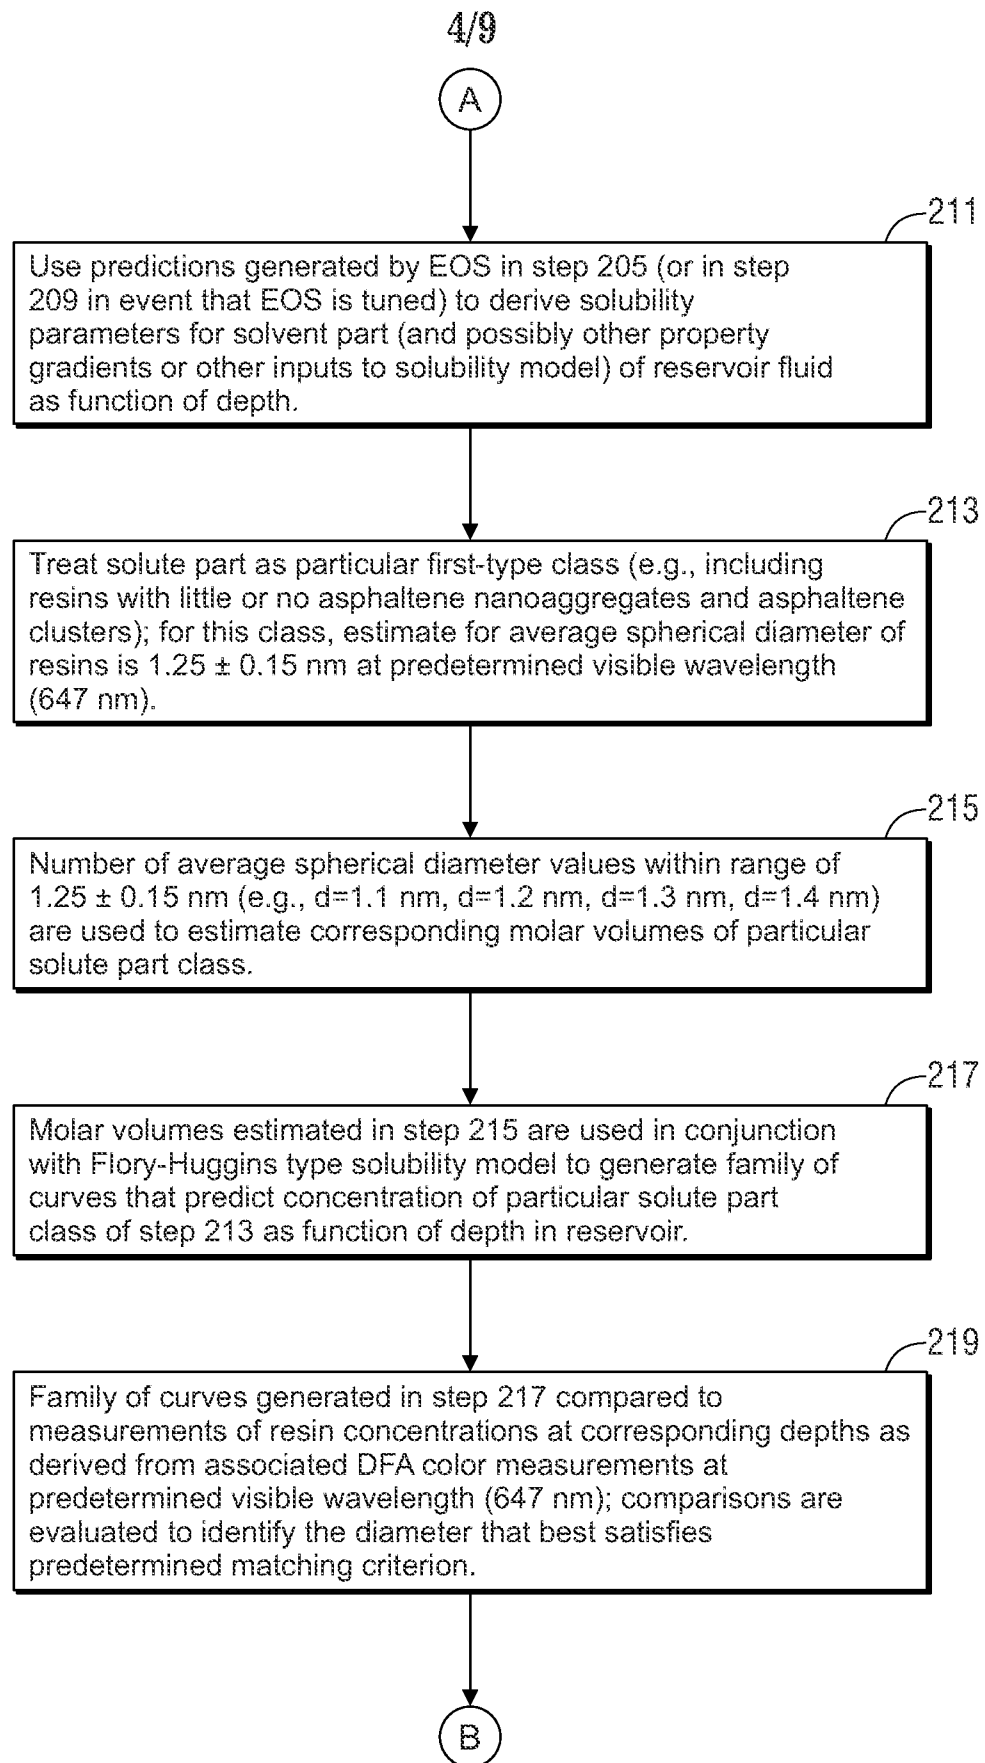 4/9
A
211
Use predictions generated by EOS in step 205 (or in step
209 in event that EOS is tuned) to derive solubility
parameters for solvent part (and possibly other property
gradients or other inputs to solubility model) of reservoir fluid
as function of depth.
213
Treat solute part as particular first-type class (e.g., including
resins with little or no asphaltene nanoaggregates and asphaltene
clusters); for this class, estimate for average spherical diameter of
resins is 1.25 ± 0.15 nm at predetermined visible wavelength
(647 nm).
215
Number of average spherical diameter values within range of
1.25 ± 0.15 nm (e.g., d=1.1 nm, d=1.2 nm, d=1.3 nm, d=1.4 nm)
are used to estimate corresponding molar volumes of particular
solute part class.
217
Molar volumes estimated in step 215 are used in conjunction
with Flory-Huggins type solubility model to generate family of
curves that predict concentration of particular solute part
class of step 213 as function of depth in reservoir.
219
Family of curves generated in step 217 compared to
measurements of resin concentrations at corresponding depths as
derived from associated DFA color measurements at
predetermined visible wavelength (647 nm); comparisons are
evaluated to identify the diameter that best satisfies
predetermined matching criterion.
B